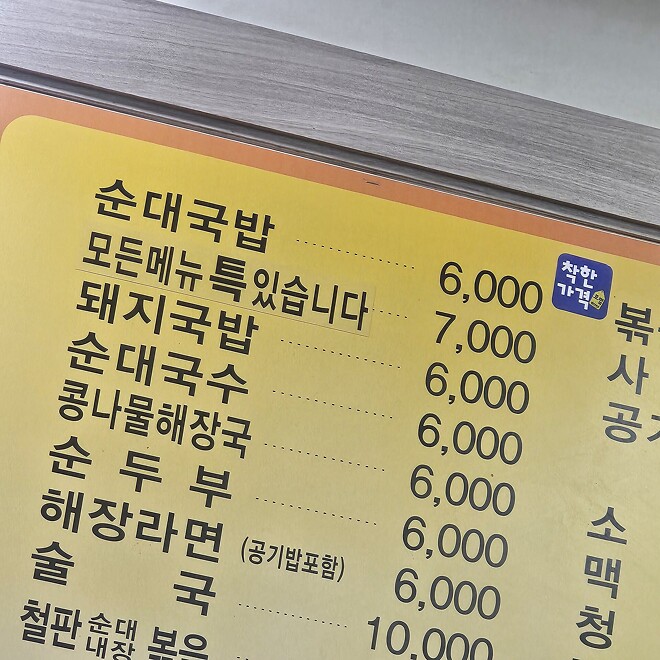 순대국밥 6,000
착한
가격
모든메뉴특있습니다 7,000
돼지국밥 6,000
순대국수 6,000
콩나물해장국 6,000
순두부 6,000
해장라면 (공기밥포함) 6,000
술국 10,000
철판 순대
내장 볶음
사
공기
소
맥
청